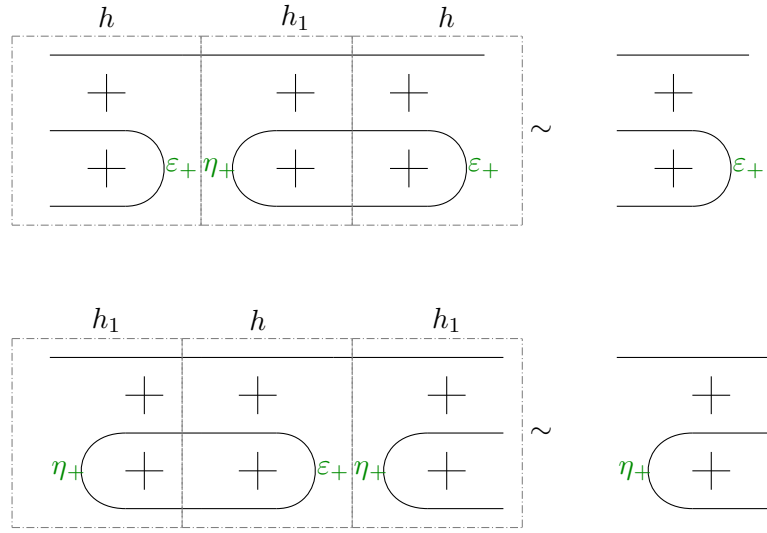 h h₁ h
+ + +
+ ε₊ η₊ + + ε₊ ~ + ε₊
h₁ h h₁
+ + + +
η₊ + + ε₊ η₊ + ~ η₊ +